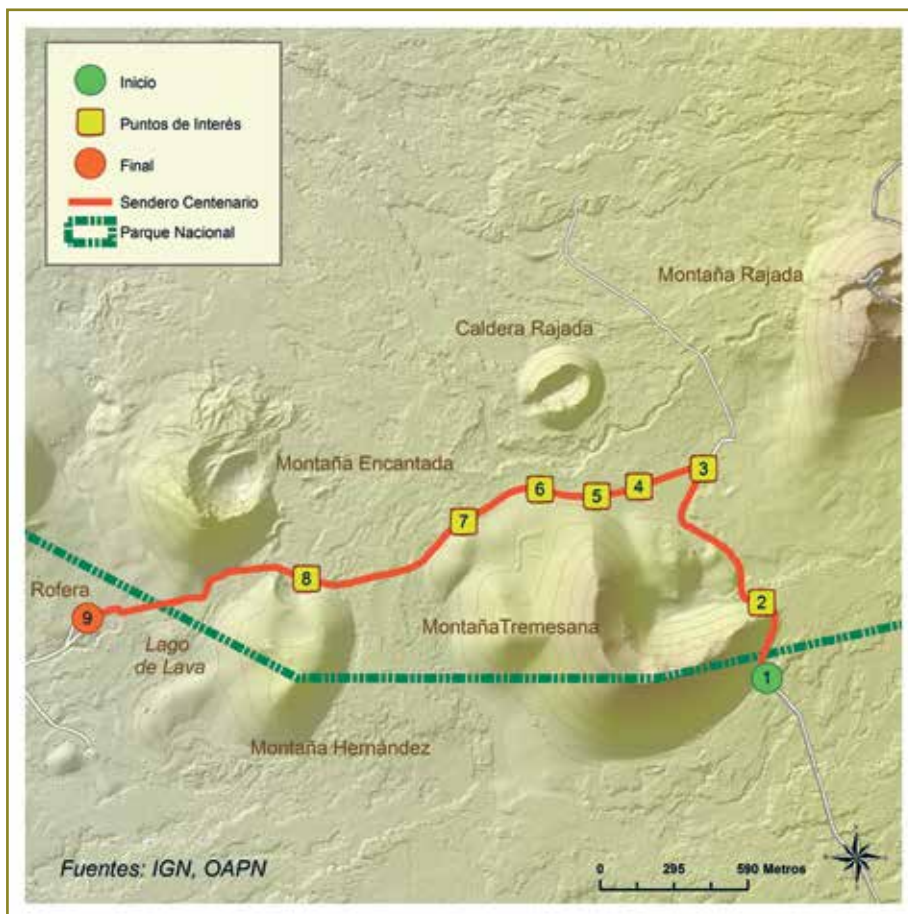 Inicio
Puntos de Interés
Final
Sendero Centenario
Parque Nacional
Montaña Rajada
Caldera Rajada
Montaña Encantada
3
4
5
6
7
8
2
Rofera
9
MontañaTremesana
Lago
de Lava
1
Montaña Hernández
Fuentes: IGN, OAPN
0 295 590 Metros